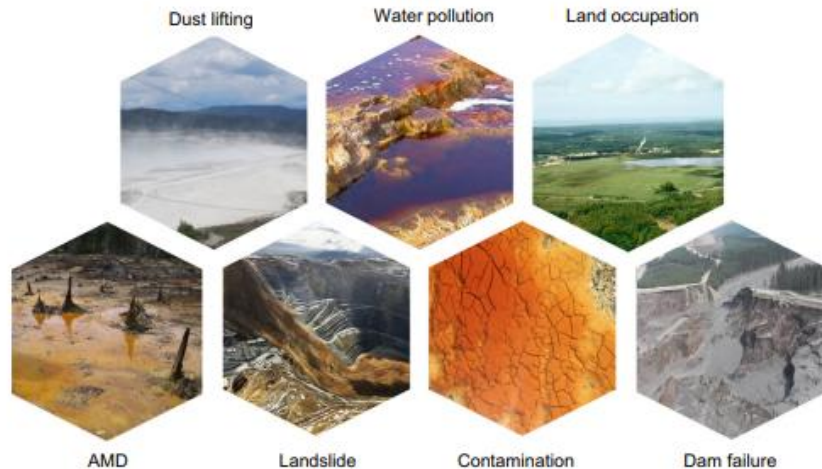 Dust lifting
Water pollution
Land occupation
AMD
Landslide
Contamination
Dam failure